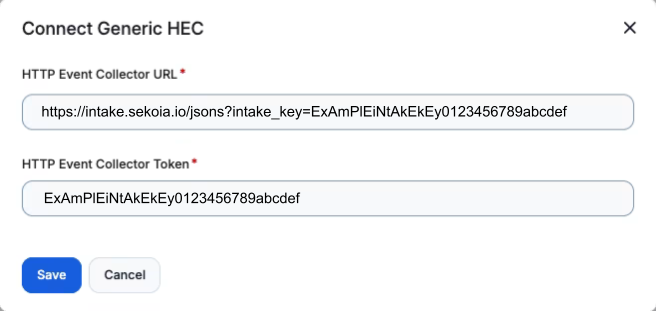 Connect Generic HEC
HTTP Event Collector URL*
https://intake.sekoia.io/jsons?intake_key=ExAmPlEiNtAkEkEy0123456789abcdef
HTTP Event Collector Token*
ExAmPlEiNtAkEkEy0123456789abcdef
Save Cancel